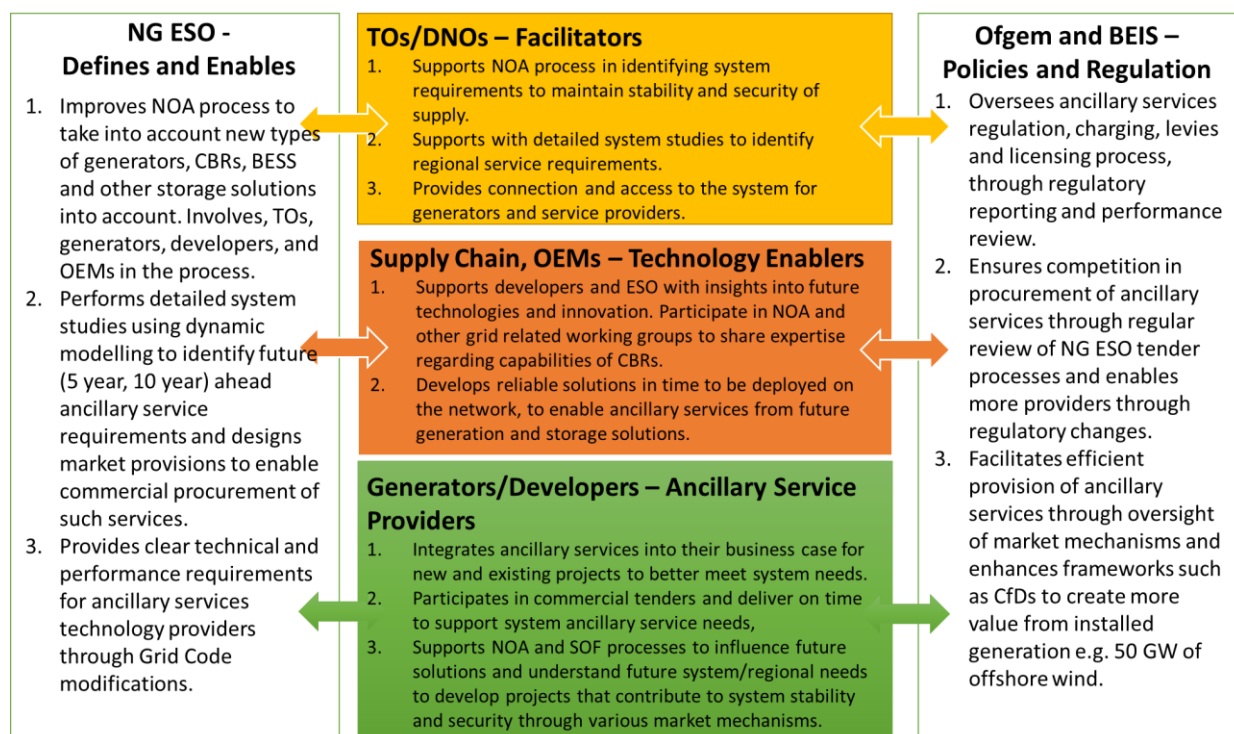 NG ESO -
Defines and Enables
1. Improves NOA process to
take into account new types
of generators, CBRs, BESS
and other storage solutions
into account. Involves, TOs,
generators, developers, and
OEMs in the process.
2. Performs detailed system
studies using dynamic
modelling to identify future
(5 year, 10 year) ahead
ancillary service
requirements and designs
market provisions to enable
commercial procurement of
such services.
3. Provides clear technical and
performance requirements
for ancillary services
technology providers
through Grid Code
modifications.
TOs/DNOs – Facilitators
1. Supports NOA process in identifying system
requirements to maintain stability and security of
supply.
2. Supports with detailed system studies to identify
regional service requirements.
3. Provides connection and access to the system for
generators and service providers.
Supply Chain, OEMs – Technology Enablers
1. Supports developers and ESO with insights into future
technologies and innovation. Participate in NOA and
other grid related working groups to share expertise
regarding capabilities of CBRs.
2. Develops reliable solutions in time to be deployed on
the network, to enable ancillary services from future
generation and storage solutions.
Generators/Developers – Ancillary Service
Providers
1. Integrates ancillary services into their business case for
new and existing projects to better meet system needs.
2. Participates in commercial tenders and deliver on time
to support system ancillary service needs,
3. Supports NOA and SOF processes to influence future
solutions and understand future system/regional needs
to develop projects that contribute to system stability
and security through various market mechanisms.
Ofgem and BEIS –
Policies and Regulation
1. Oversees ancillary services
regulation, charging, levies
and licensing process,
through regulatory
reporting and performance
review.
2. Ensures competition in
procurement of ancillary
services through regular
review of NG ESO tender
processes and enables
more providers through
regulatory changes.
3. Facilitates efficient
provision of ancillary
services through oversight
of market mechanisms and
enhances frameworks such
as CfDs to create more
value from installed
generation e.g. 50 GW of
offshore wind.